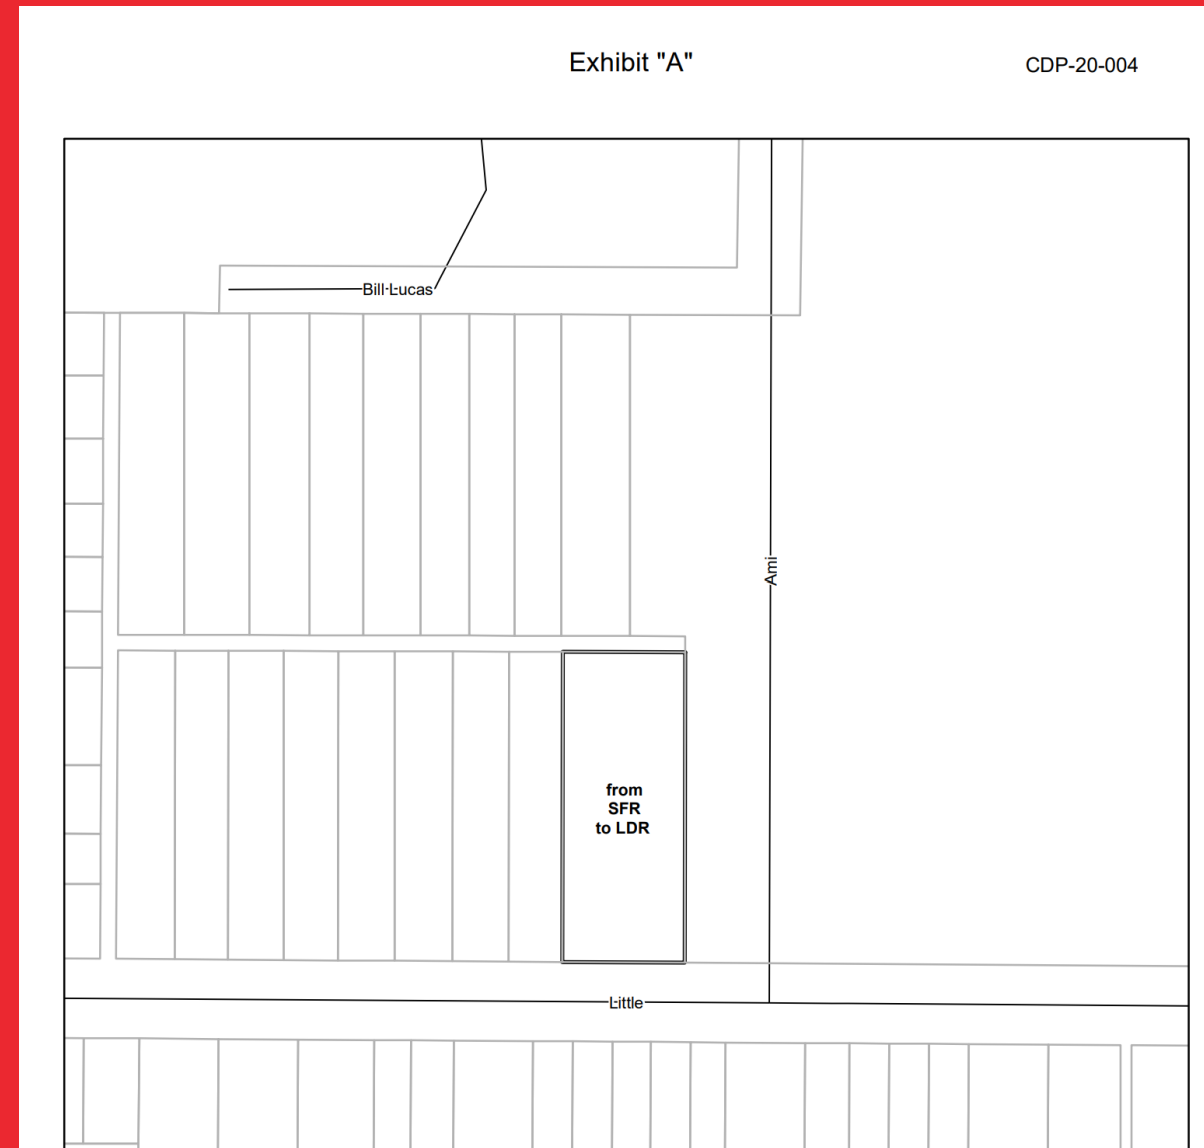 Exhibit "A"
CDP-20-004
Bill Lucas
Ami
from
SFR
to LDR
Little